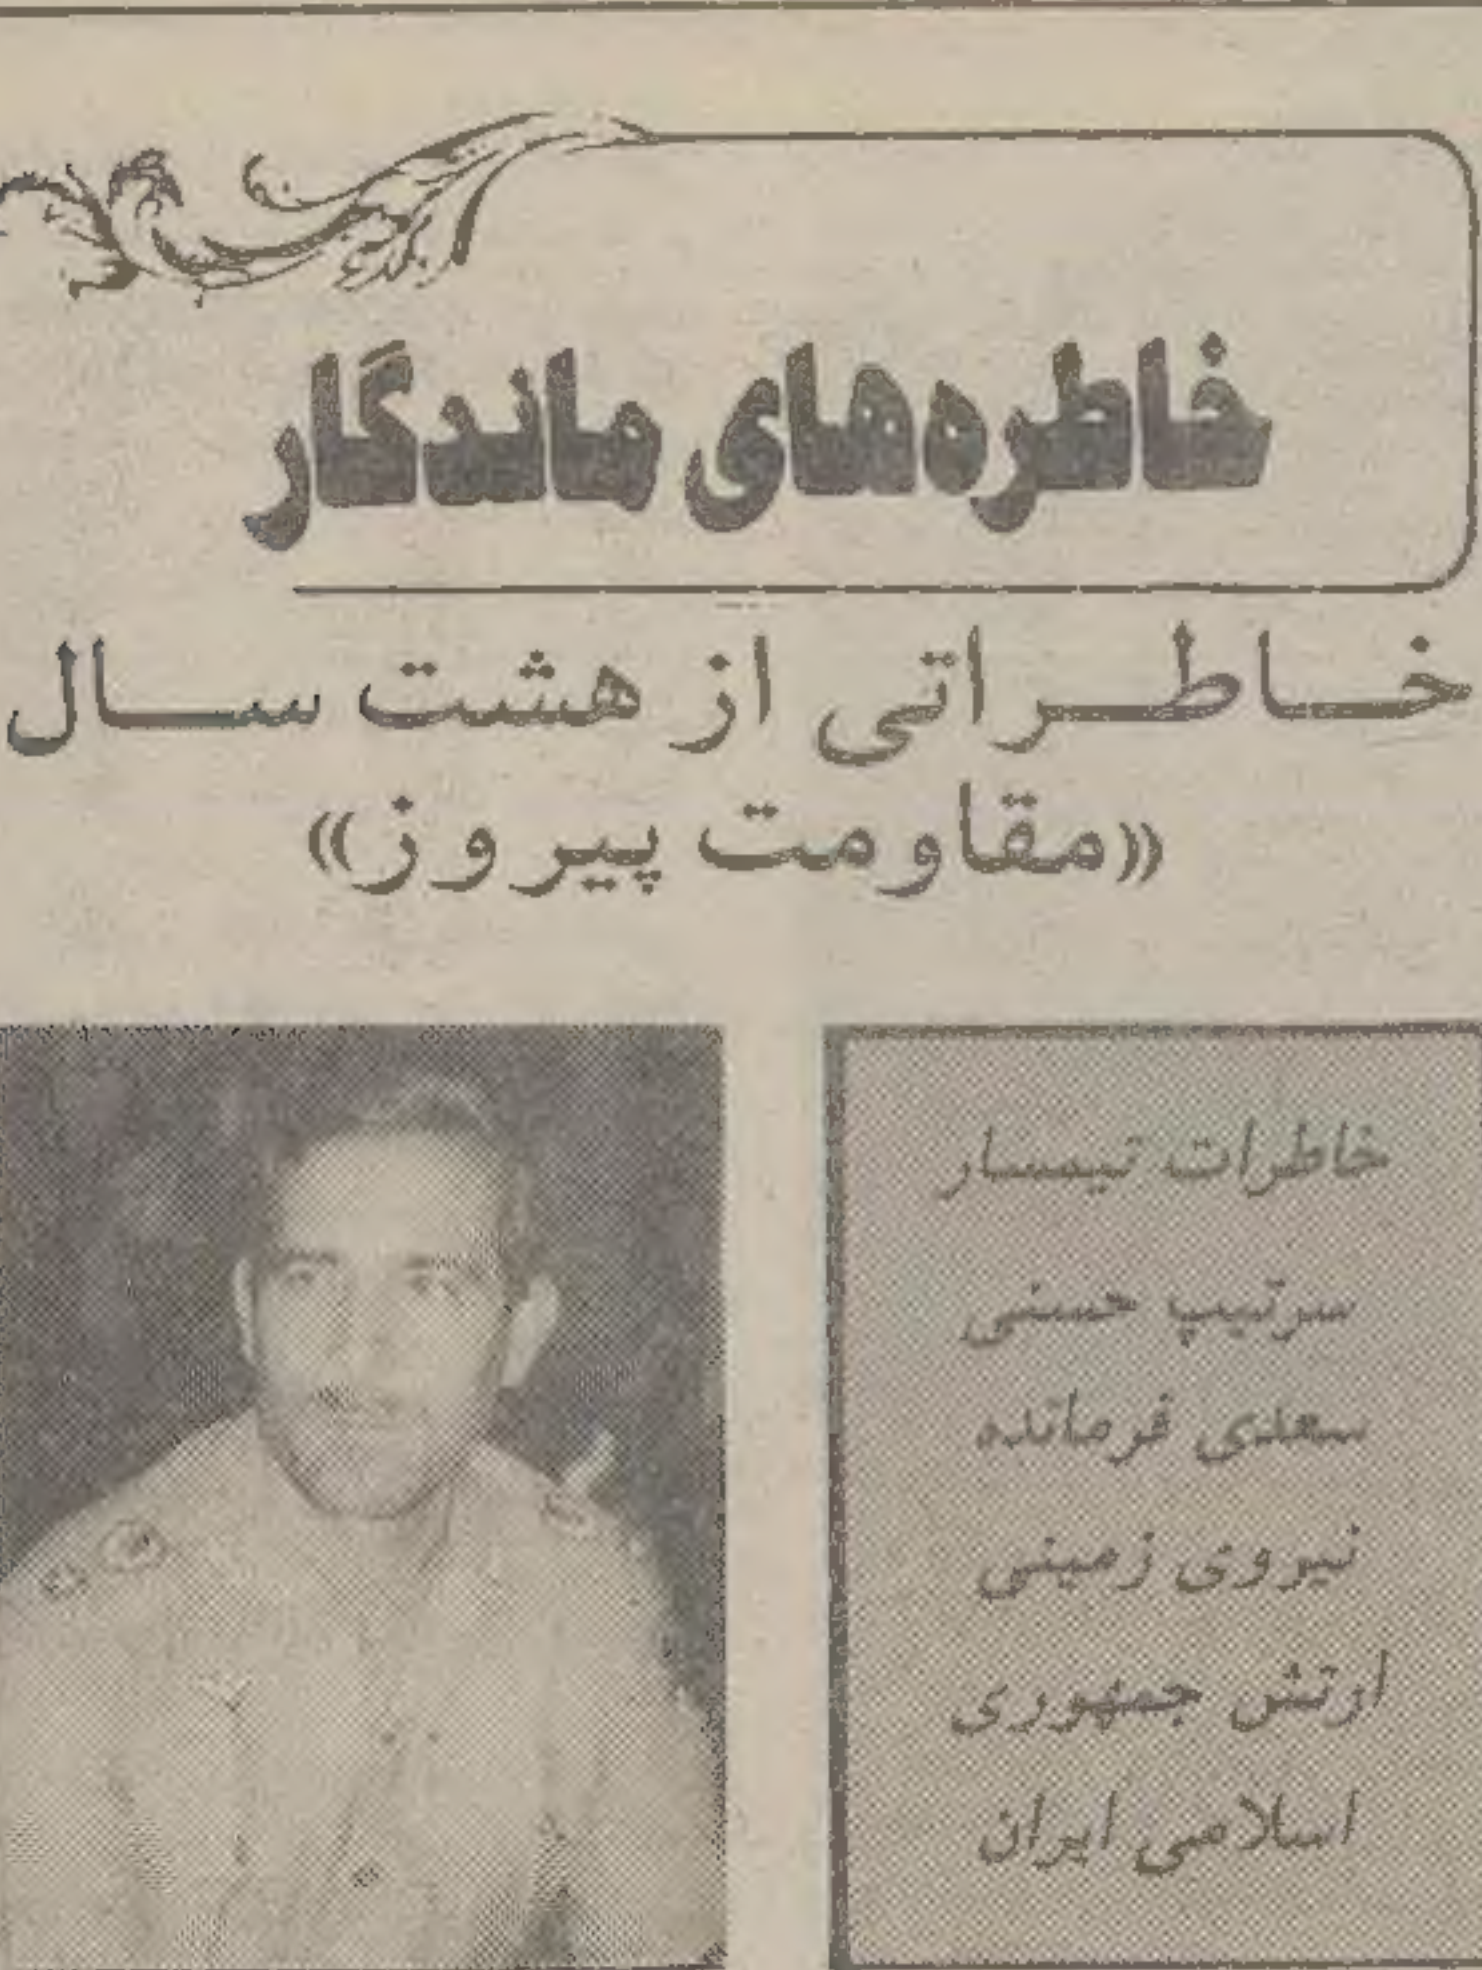 خاطره‌های ماندگار
خاطراتی از هشت سال
«مقاومت پیروز»
خاطرات تیمسار
سرتیپ حسنی
سعدی فرمانده
نیروی زمینی
ارتش جمهوری
اسلامی ایران